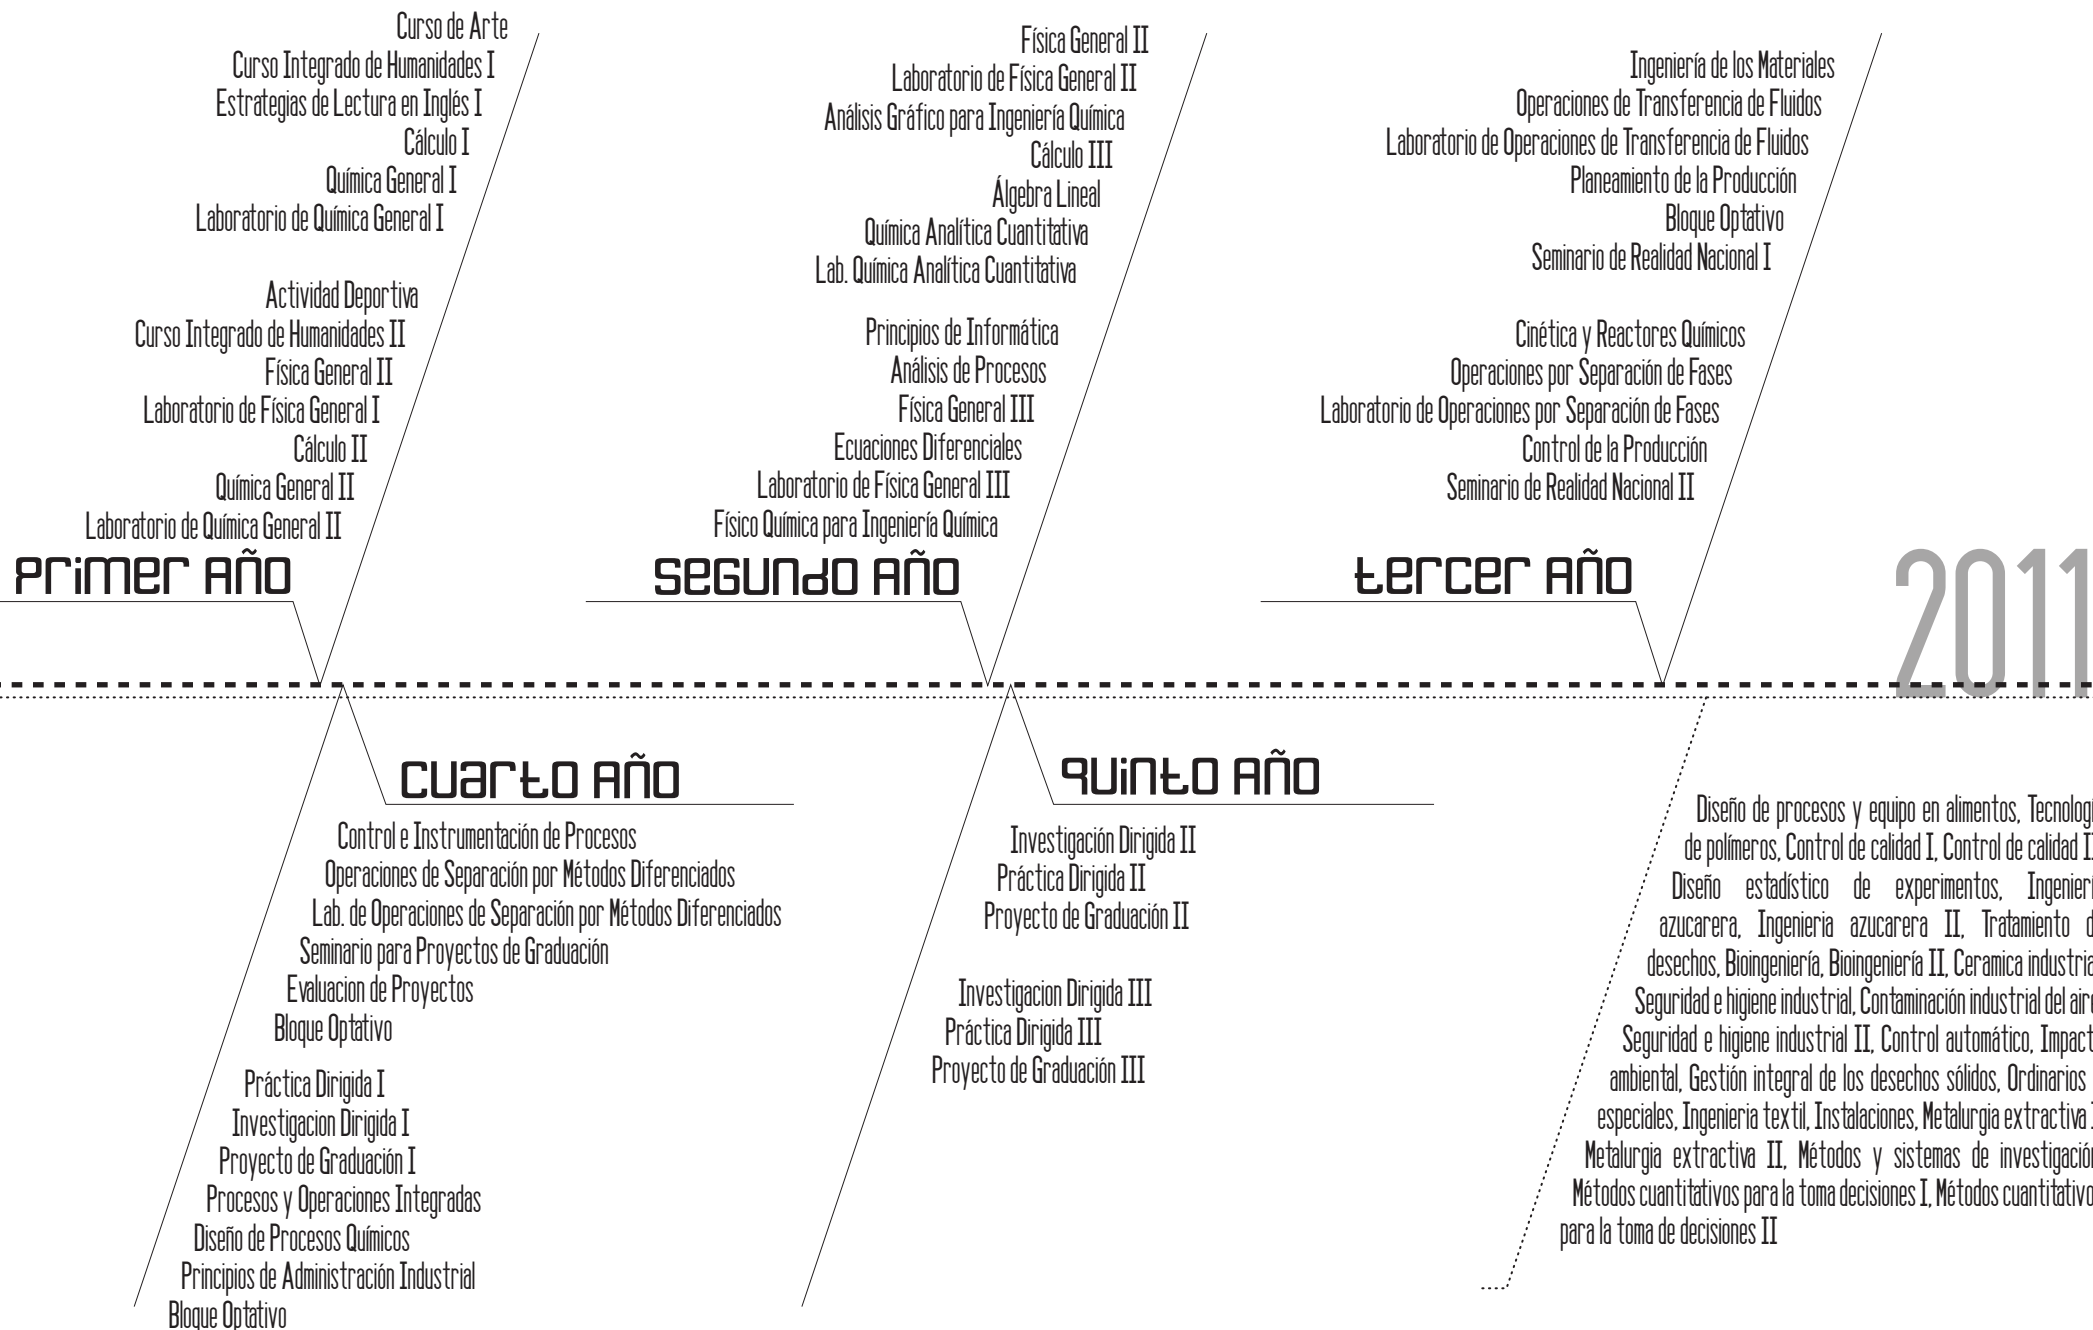 Curso de Arte
Curso Integrado de Humanidades I
Estrategias de Lectura en Inglés I
Cálculo I
Química General I
Laboratorio de Química General I
Actividad Deportiva
Curso Integrado de Humanidades II
Física General II
Laboratorio de Física General I
Cálculo II
Química General II
Laboratorio de Química General II
Primer Año
Física General II
Laboratorio de Física General II
Análisis Gráfico para Ingeniería Química
Cálculo III
Álgebra Lineal
Química Analítica Cuantitativa
Lab. Química Analítica Cuantitativa
Principios de Informática
Análisis de Procesos
Física General III
Ecuaciones Diferenciales
Laboratorio de Física General III
Físico Química para Ingeniería Química
Segundo Año
Ingeniería de los Materiales
Operaciones de Transferencia de Fluidos
Laboratorio de Operaciones de Transferencia de Fluidos
Planeamiento de la Producción
Bloque Optativo
Seminario de Realidad Nacional I
Cinética y Reactores Químicos
Operaciones por Separación de Fases
Laboratorio de Operaciones por Separación de Fases
Control de la Producción
Seminario de Realidad Nacional II
tercer Año
2011
cuarto Año
Control e Instrumentación de Procesos
Operaciones de Separación por Métodos Diferenciados
Lab. de Operaciones de Separación por Métodos Diferenciados
Seminario para Proyectos de Graduación
Evaluacion de Proyectos
Bloque Optativo
Práctica Dirigida I
Investigacion Dirigida I
Proyecto de Graduación I
Procesos y Operaciones Integradas
Diseño de Procesos Químicos
Principios de Administración Industrial
Bloque Optativo
quinto Año
Investigación Dirigida II
Práctica Dirigida II
Proyecto de Graduación II
Investigacion Dirigida III
Práctica Dirigida III
Proyecto de Graduación III
Diseño de procesos y equipo en alimentos, Tecnologí
de polímeros, Control de calidad I, Control de calidad II
Diseño estadístico de experimentos, Ingenierí
azucarera, Ingenieria azucarera II, Tratamiento d
desechos, Bioingeniería, Bioingeniería II, Ceramica industria
Seguridad e higiene industrial, Contaminación industrial del aire
Seguridad e higiene industrial II, Control automático, Impact
ambiental, Gestión integral de los desechos sólidos, Ordinarios
especiales, Ingenieria textil, Instalaciones, Metalurgia extractiva I
Metalurgia extractiva II, Métodos y sistemas de investigación
Métodos cuantitativos para la toma decisiones I, Métodos cuantitativo
para la toma de decisiones II